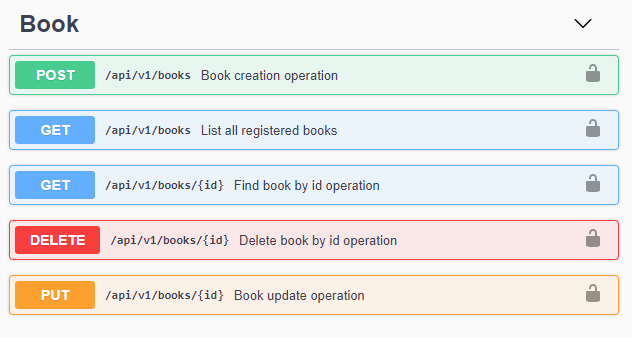 Book
POST /api/v1/books Book creation operation
GET /api/v1/books List all registered books
GET /api/v1/books/{id} Find book by id operation
DELETE /api/v1/books/{id} Delete book by id operation
PUT /api/v1/books/{id} Book update operation